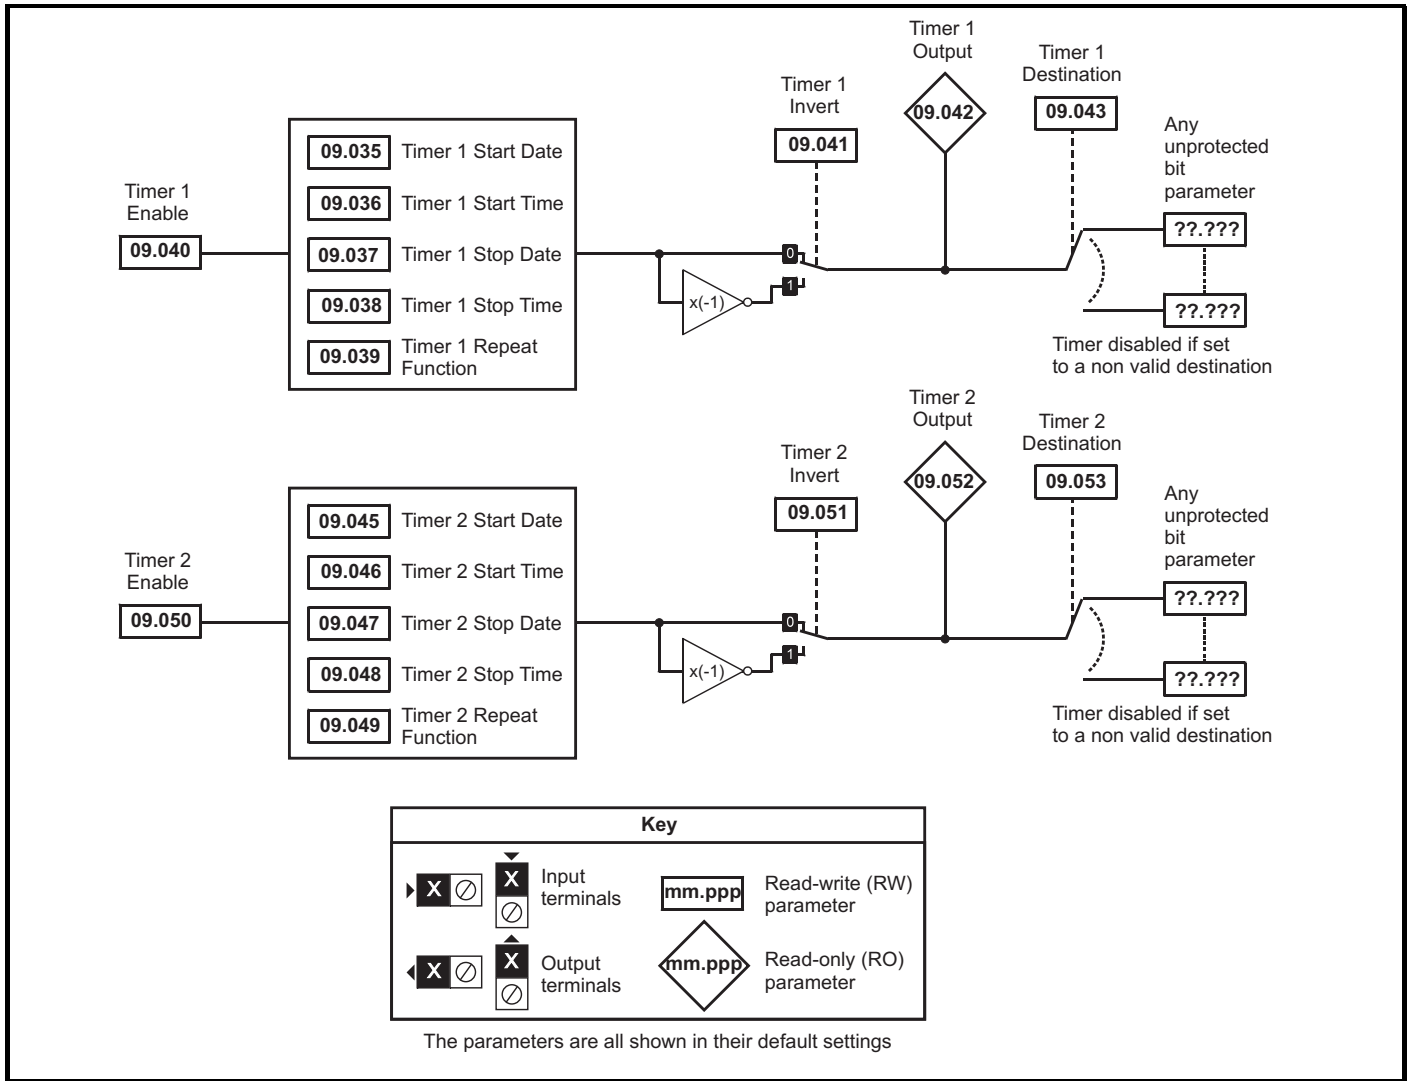 Timer 1
Output
Timer 1
Destination
Timer 1
Invert
09.042
09.043
09.041
Any
unprotected
bit
parameter
Timer 1
Enable
09.040
09.035 Timer 1 Start Date
09.036 Timer 1 Start Time
09.037 Timer 1 Stop Date
09.038 Timer 1 Stop Time
09.039 Timer 1 Repeat
Function
0
1
x(-1)
??.???
??.???
Timer disabled if set
to a non valid destination
Timer 2
Output
Timer 2
Destination
Timer 2
Invert
09.052
09.053
09.051
Any
unprotected
bit
parameter
Timer 2
Enable
09.050
09.045 Timer 2 Start Date
09.046 Timer 2 Start Time
09.047 Timer 2 Stop Date
09.048 Timer 2 Stop Time
09.049 Timer 2 Repeat
Function
0
1
x(-1)
??.???
??.???
Timer disabled if set
to a non valid destination
Key
X
X
Input
terminals
mm.ppp
Read-write (RW)
parameter
X
X
Output
terminals
mm.ppp
Read-only (RO)
parameter
The parameters are all shown in their default settings